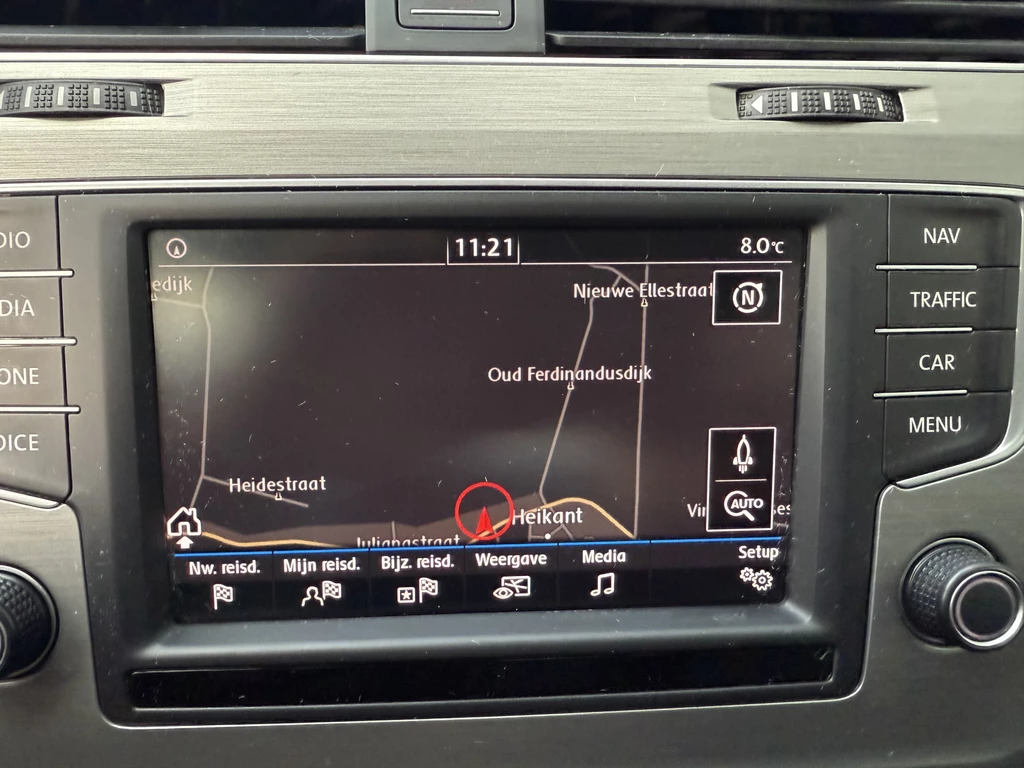 11:21
8.0°C
edijk
Nieuwe Ellestraat
N
Oud Ferdinandusdijk
Heidestraat
AUTO
Heikant
Julianastraat
Nw. reisd.
Mijn reisd.
Bijz. reisd.
Weergave
Media
Setup
DIO
DIA
ONE
OICE
NAV
TRAFFIC
CAR
MENU